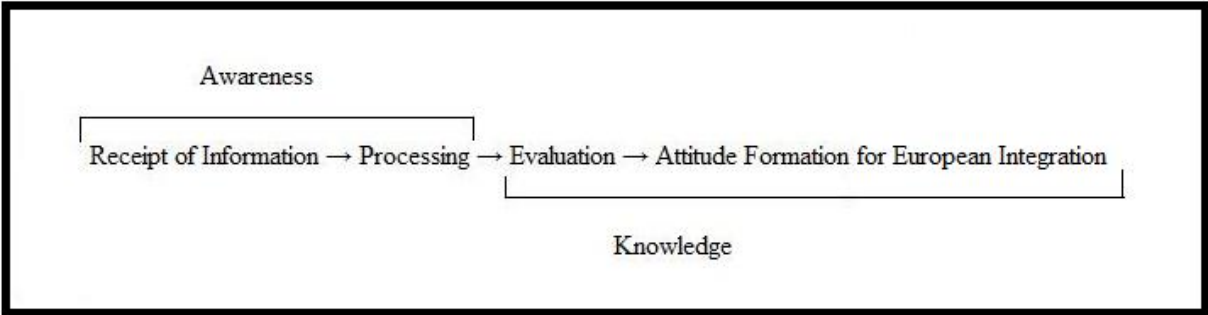 Awareness
Receipt of Information → Processing → Evaluation → Attitude Formation for European Integration
Knowledge